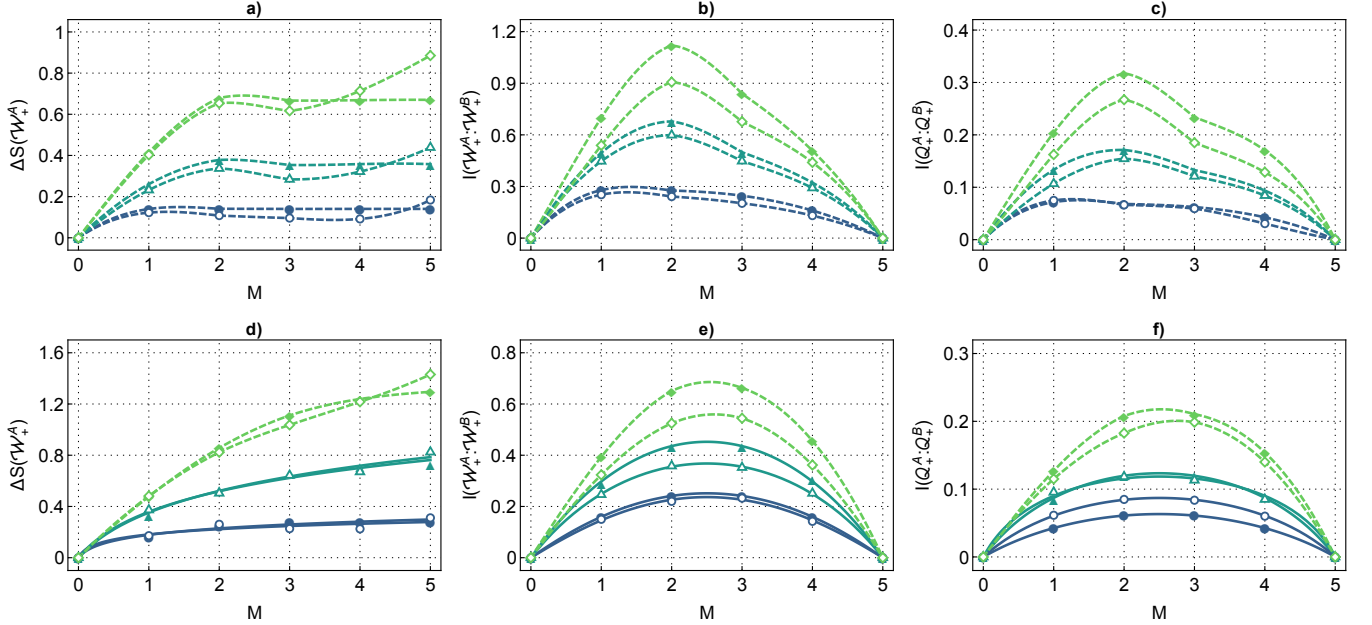 a)
ΔS(𝒲₊ᴬ)
1
0.8
0.6
0.4
0.2
0
0 1 2 3 4 5
M
b)
I(𝒲₊ᴬ:𝒲₊ᴮ)
1.2
0.9
0.6
0.3
0
0 1 2 3 4 5
M
c)
I(Q₊ᴬ:Q₊ᴮ)
0.4
0.3
0.2
0.1
0
0 1 2 3 4 5
M
d)
ΔS(𝒲₊ᴬ)
1.6
1.2
0.8
0.4
0
0 1 2 3 4 5
M
e)
I(𝒲₊ᴬ:𝒲₊ᴮ)
0.8
0.6
0.4
0.2
0
0 1 2 3 4 5
M
f)
I(Q₊ᴬ:Q₊ᴮ)
0.3
0.2
0.1
0
0 1 2 3 4 5
M